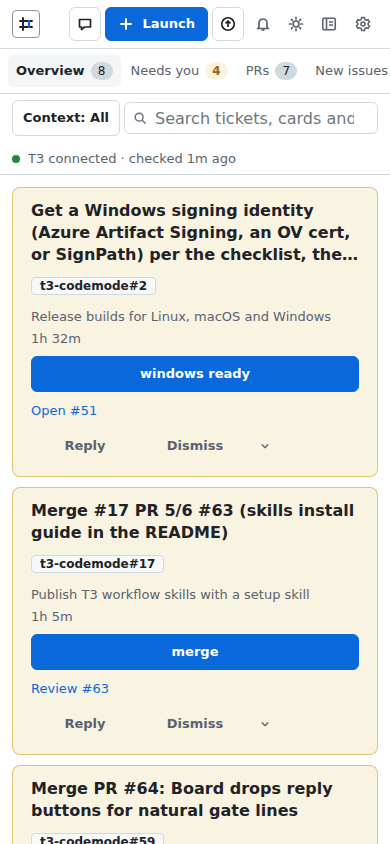 Launch
Overview 8 Needs you 4 PRs 7 New issues
Context: All Search tickets, cards and
T3 connected · checked 1m ago
Get a Windows signing identity
(Azure Artifact Signing, an OV cert,
or SignPath) per the checklist, the…
t3-codemode#2
Release builds for Linux, macOS and Windows
1h 32m
windows ready
Open #51
Reply Dismiss
Merge #17 PR 5/6 #63 (skills install
guide in the README)
t3-codemode#17
Publish T3 workflow skills with a setup skill
1h 5m
merge
Review #63
Reply Dismiss
Merge PR #64: Board drops reply
buttons for natural gate lines
t3-codemode#59